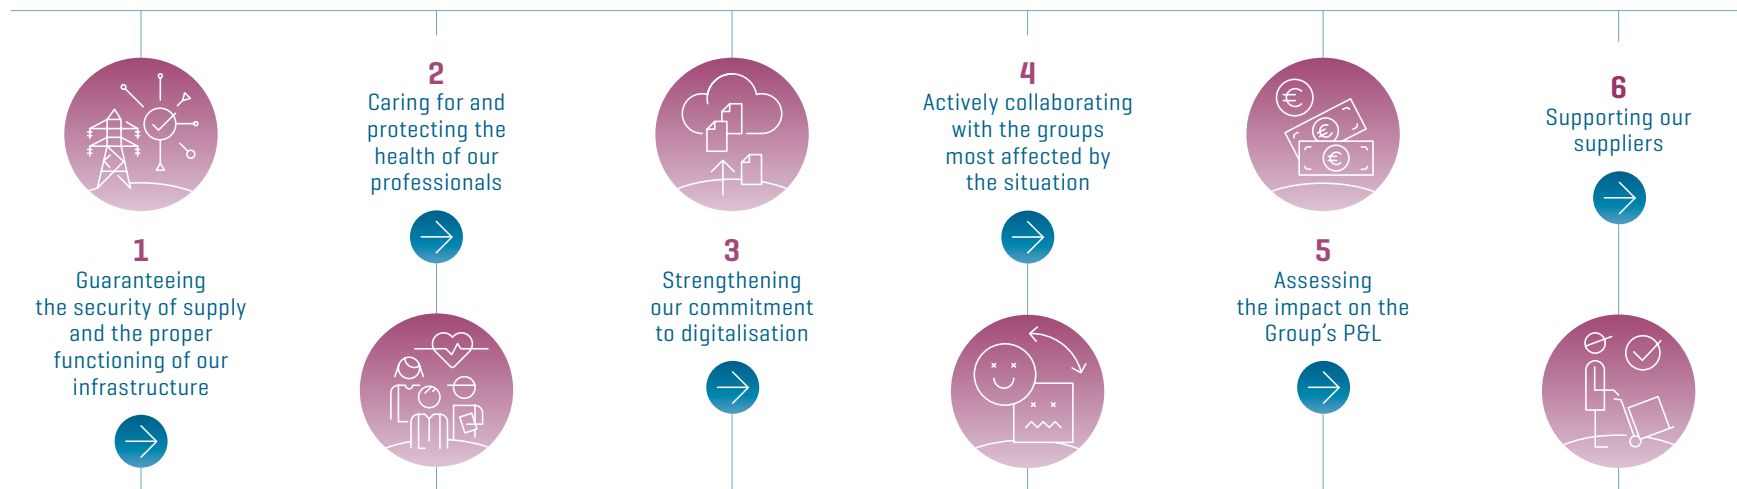 1
Guaranteeing
the security of supply
and the proper
functioning of our
infrastructure
2
Caring for and
protecting the
health of our
professionals
3
Strengthening
our commitment
to digitalisation
4
Actively collaborating
with the groups
most affected by
the situation
€
€
€
5
Assessing
the impact on the
Group's P&L
6
Supporting our
suppliers